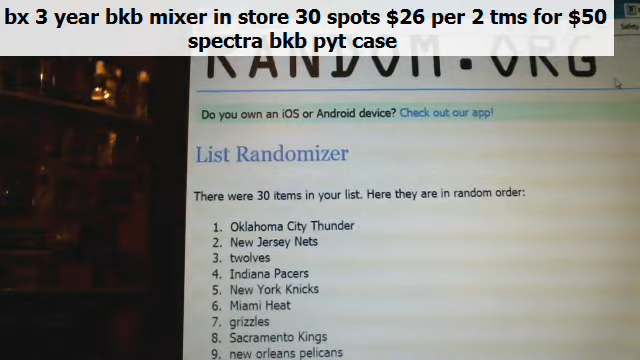 bx 3 year bkb mixer in store 30 spots $26 per 2 tms for $50
spectra bkb pyt case
RANDOM.ORG
Safety
Do you own an iOS or Android device? Check out our app!
List Randomizer
There were 30 items in your list. Here they are in random order:
1. Oklahoma City Thunder
2. New Jersey Nets
3. twolves
4. Indiana Pacers
5. New York Knicks
6. Miami Heat
7. grizzles
8. Sacramento Kings
9. new orleans pelicans